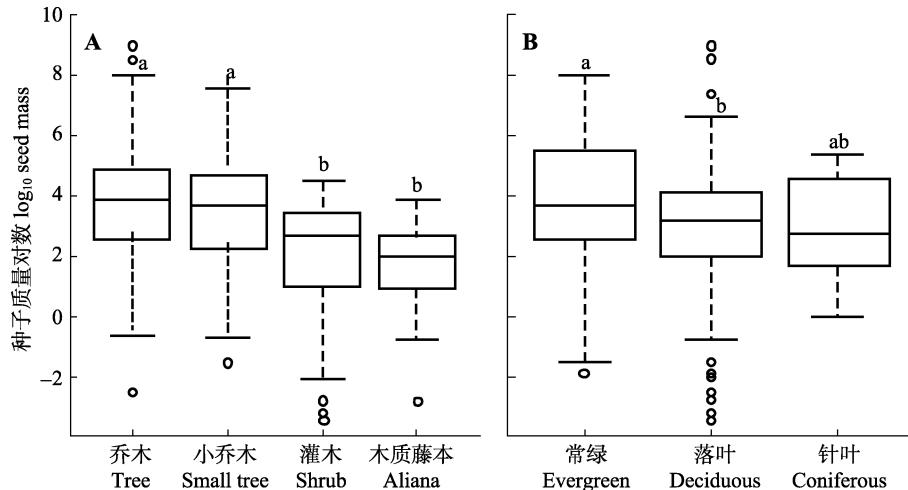 A
B
种子质量对数 log₁₀ seed mass
10
8
6
4
2
0
–2
a
a
b
b
a
b
ab
乔木
小乔木
灌木
木质藤本
常绿
落叶
针叶
Tree
Small tree
Shrub
Aliana
Evergreen
Deciduous
Coniferous